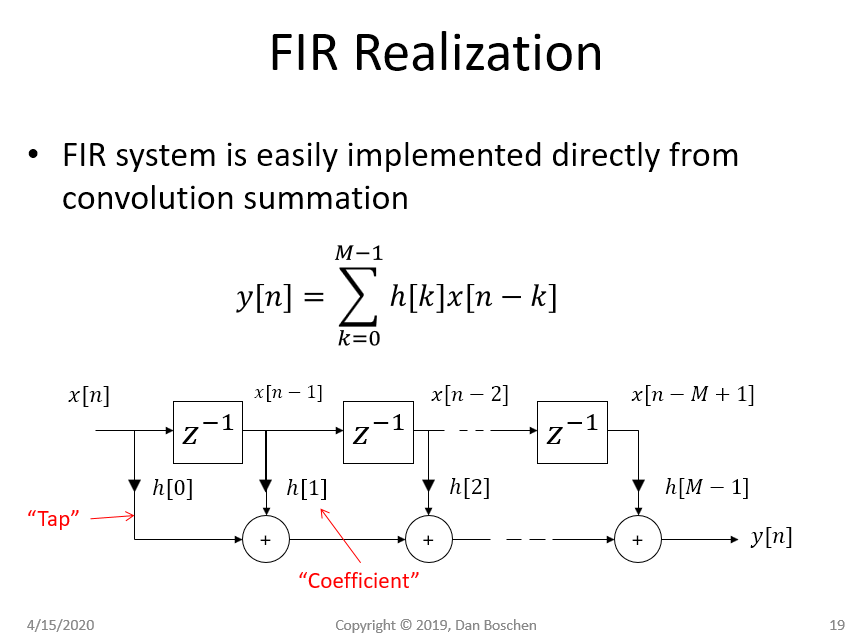 FIR Realization
• FIR system is easily implemented directly from
convolution summation
M−1
y[n] = ∑ h[k]x[n − k]
k=0
x[n] x[n − 1] x[n − 2] x[n − M + 1]
z⁻¹ z⁻¹ z⁻¹
h[0] h[1] h[2] h[M − 1]
“Tap”
+ + + y[n]
“Coefficient”
4/15/2020 Copyright © 2019, Dan Boschen 19